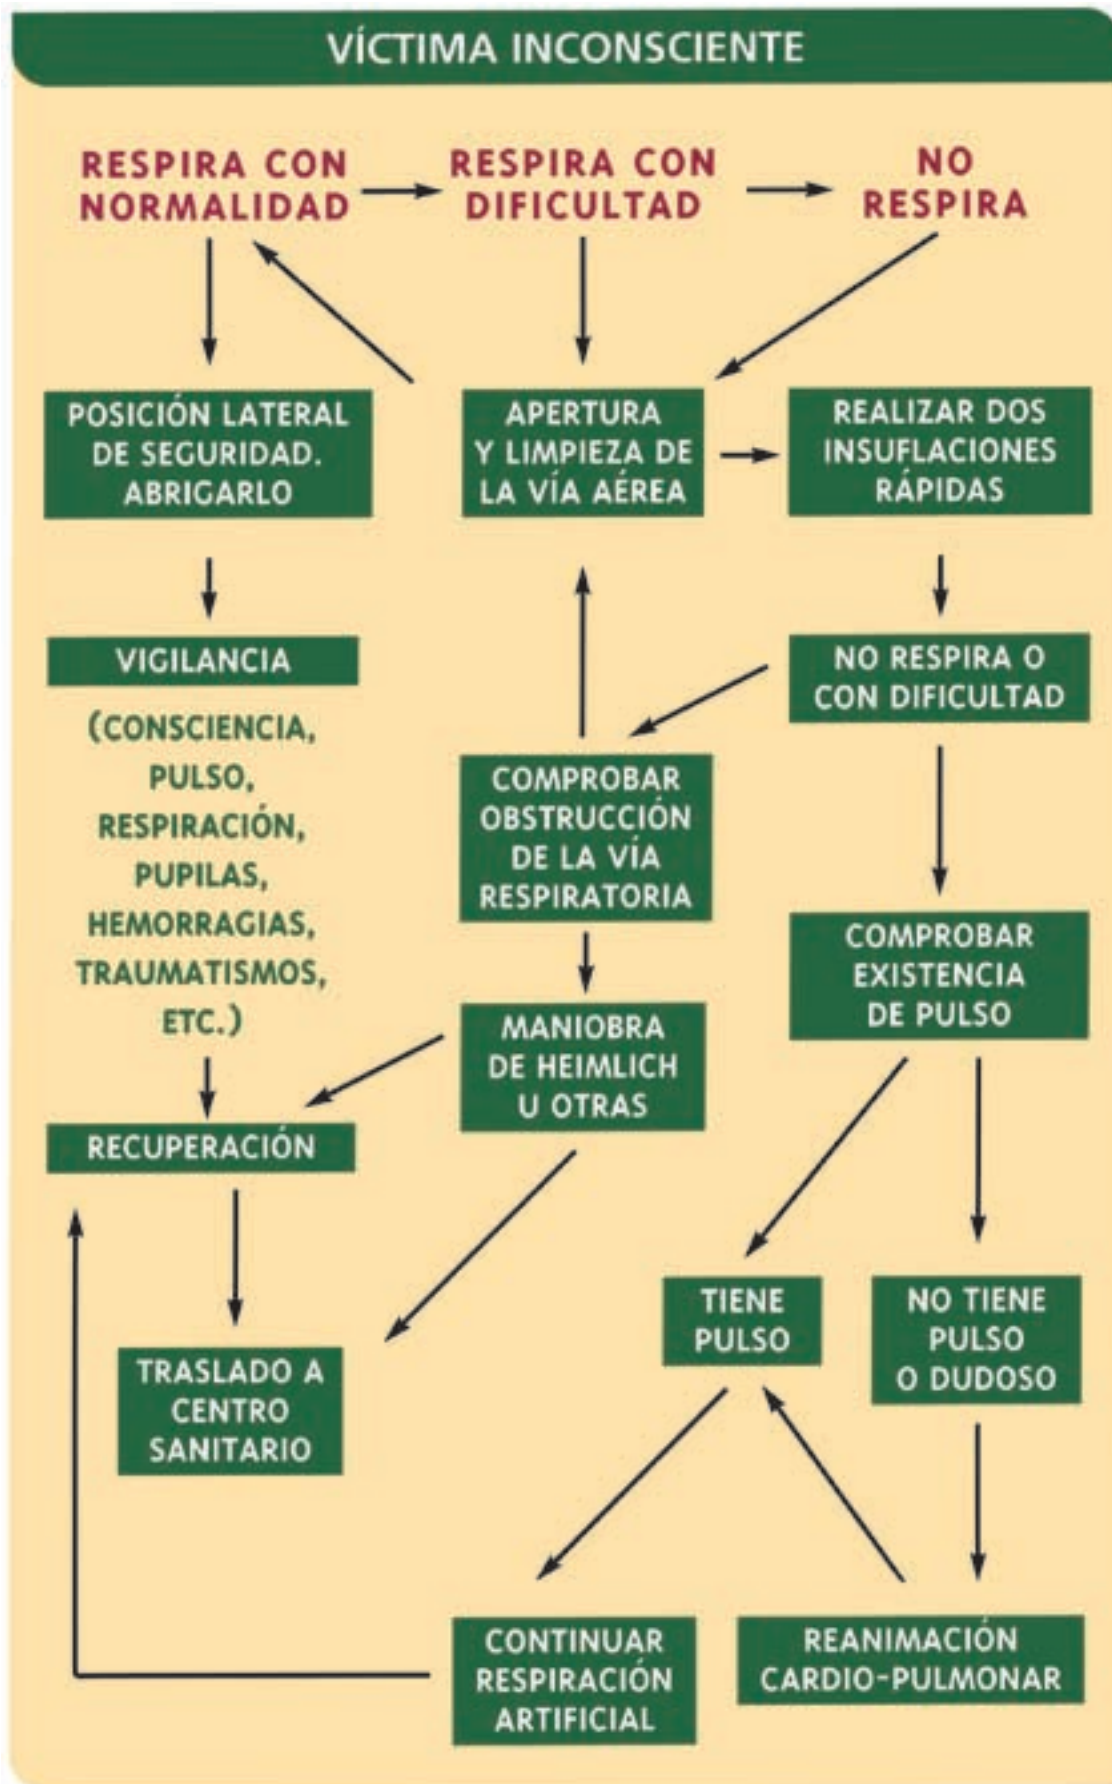 VÍCTIMA INCONSCIENTE
RESPIRA CON
NORMALIDAD
RESPIRA CON
DIFICULTAD
NO
RESPIRA
POSICIÓN LATERAL
DE SEGURIDAD.
ABRIGARLO
APERTURA
Y LIMPIEZA DE
LA VÍA AÉREA
REALIZAR DOS
INSUFLACIONES
RÁPIDAS
VIGILANCIA
(CONSCIENCIA,
PULSO,
RESPIRACIÓN,
PUPILAS,
HEMORRAGIAS,
TRAUMATISMOS,
ETC.)
NO RESPIRA O
CON DIFICULTAD
COMPROBAR
OBSTRUCCIÓN
DE LA VÍA
RESPIRATORIA
COMPROBAR
EXISTENCIA
DE PULSO
MANIOBRA
DE HEIMLICH
U OTRAS
RECUPERACIÓN
TIENE
PULSO
NO TIENE
PULSO
O DUDOSO
TRASLADO A
CENTRO
SANITARIO
CONTINUAR
RESPIRACIÓN
ARTIFICIAL
REANIMACIÓN
CARDIO-PULMONAR